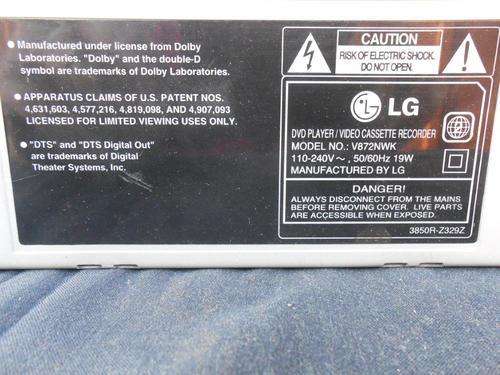 ● Manufactured under license from Dolby
Laboratories. "Dolby" and the double-D
symbol are trademarks of Dolby Laboratories.
● APPARATUS CLAIMS OF U.S. PATENT NOS.
4,631,603, 4,577,216, 4,819,098, AND 4,907,093
LICENSED FOR LIMITED VIEWING USES ONLY.
● "DTS" and "DTS Digital Out"
are trademarks of Digital
Theater Systems, Inc.
CAUTION
RISK OF ELECTRIC SHOCK.
DO NOT OPEN.
LG
DVD PLAYER / VIDEO CASSETTE RECORDER
MODEL NO.: V872NWK
110-240V~, 50/60Hz 19W
MANUFACTURED BY LG
2
DANGER!
ALWAYS DISCONNECT FROM THE MAINS
BEFORE REMOVING COVER. LIVE PARTS
ARE ACCESSIBLE WHEN EXPOSED.
3850R-Z329Z